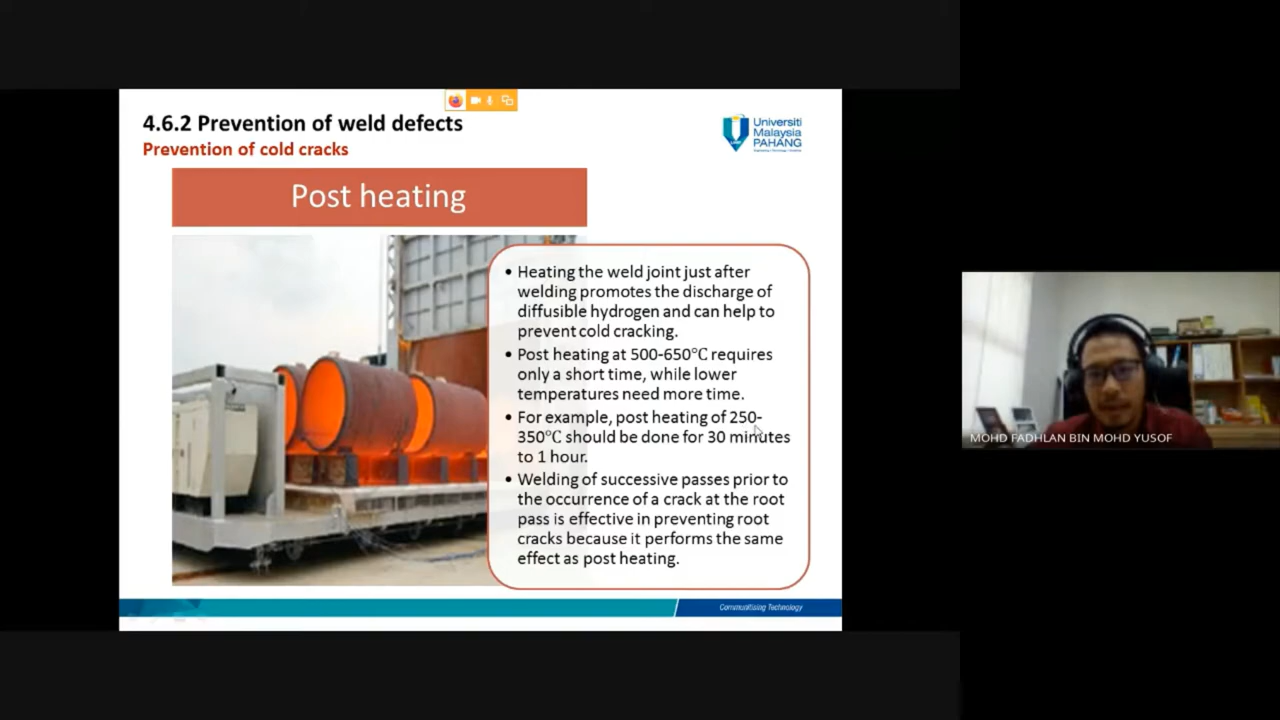 4.6.2 Prevention of weld defects
Prevention of cold cracks
Universiti
Malaysia
PAHANG
Post heating
• Heating the weld joint just after
welding promotes the discharge of
diffusible hydrogen and can help to
prevent cold cracking.
• Post heating at 500-650℃ requires
only a short time, while lower
temperatures need more time.
• For example, post heating of 250-
350℃ should be done for 30 minutes
to 1 hour.
• Welding of successive passes prior to
the occurrence of a crack at the root
pass is effective in preventing root
cracks because it performs the same
effect as post heating.
Communitising Technology
MOHD FADHLAN BIN MOHD YUSOF